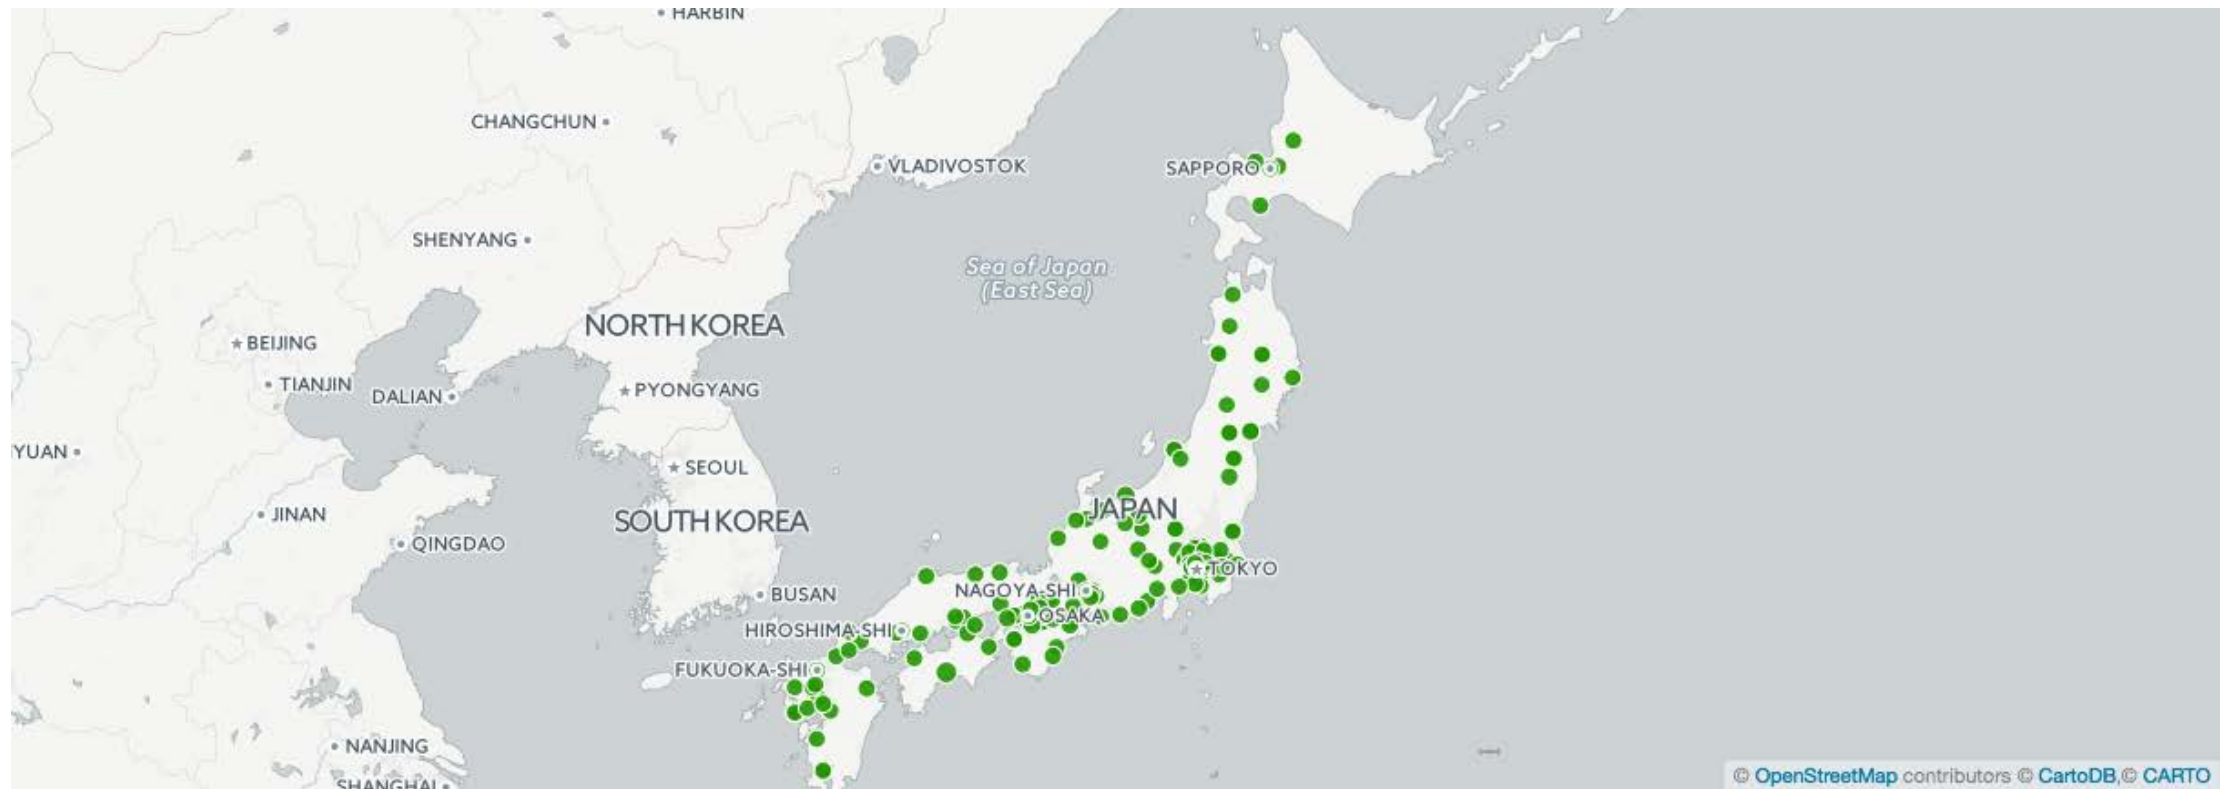 HARBIN
CHANGCHUN
VLADIVOSTOK
SAPPORO
SHENYANG
Sea of Japan
(East Sea)
NORTH KOREA
BEIJING
TIANJIN
DALIAN
PYONGYANG
YUAN
SEOUL
JINAN
SOUTH KOREA
JAPAN
QINGDAO
TOKYO
BUSAN
NAGOYA-SHI
OSAKA
HIROSHIMA-SHI
FUKUOKA-SHI
NANJING
SHANGHAI
© OpenStreetMap contributors © CartoDB,© CARTO